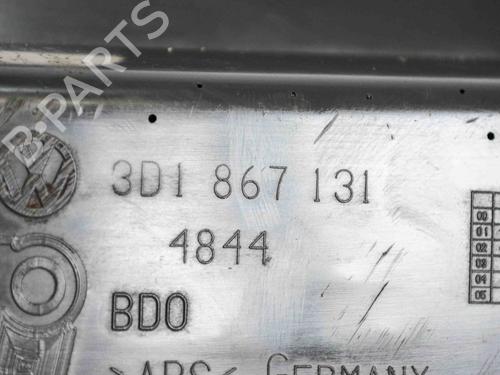 B-PARTS
3D1 867 131
4844
BDO
>ABS< GERMANY
00
01
02
03
04
05